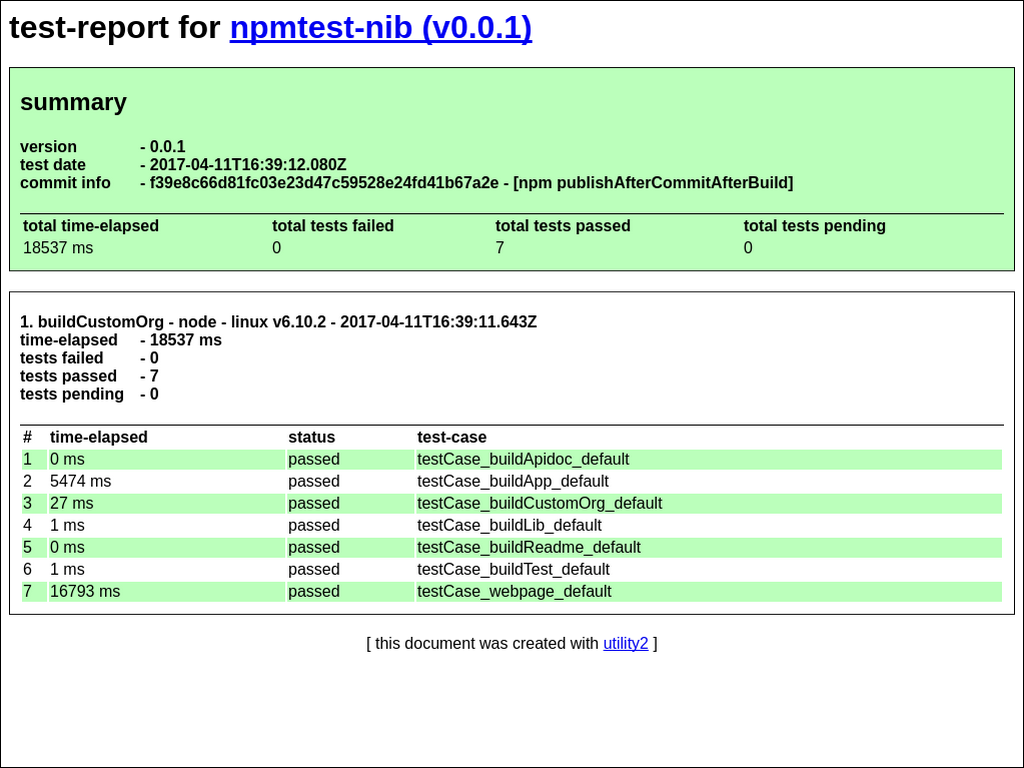 test-report for npmtest-nib (v0.0.1)
summary
version - 0.0.1
test date - 2017-04-11T16:39:12.080Z
commit info - f39e8c66d81fc03e23d47c59528e24fd41b67a2e - [npm publishAfterCommitAfterBuild]
total time-elapsed total tests failed total tests passed total tests pending
18537 ms 0 7 0
1. buildCustomOrg - node - linux v6.10.2 - 2017-04-11T16:39:11.643Z
time-elapsed - 18537 ms
tests failed - 0
tests passed - 7
tests pending - 0
# time-elapsed status test-case
1 0 ms passed testCase_buildApidoc_default
2 5474 ms passed testCase_buildApp_default
3 27 ms passed testCase_buildCustomOrg_default
4 1 ms passed testCase_buildLib_default
5 0 ms passed testCase_buildReadme_default
6 1 ms passed testCase_buildTest_default
7 16793 ms passed testCase_webpage_default
[ this document was created with utility2 ]